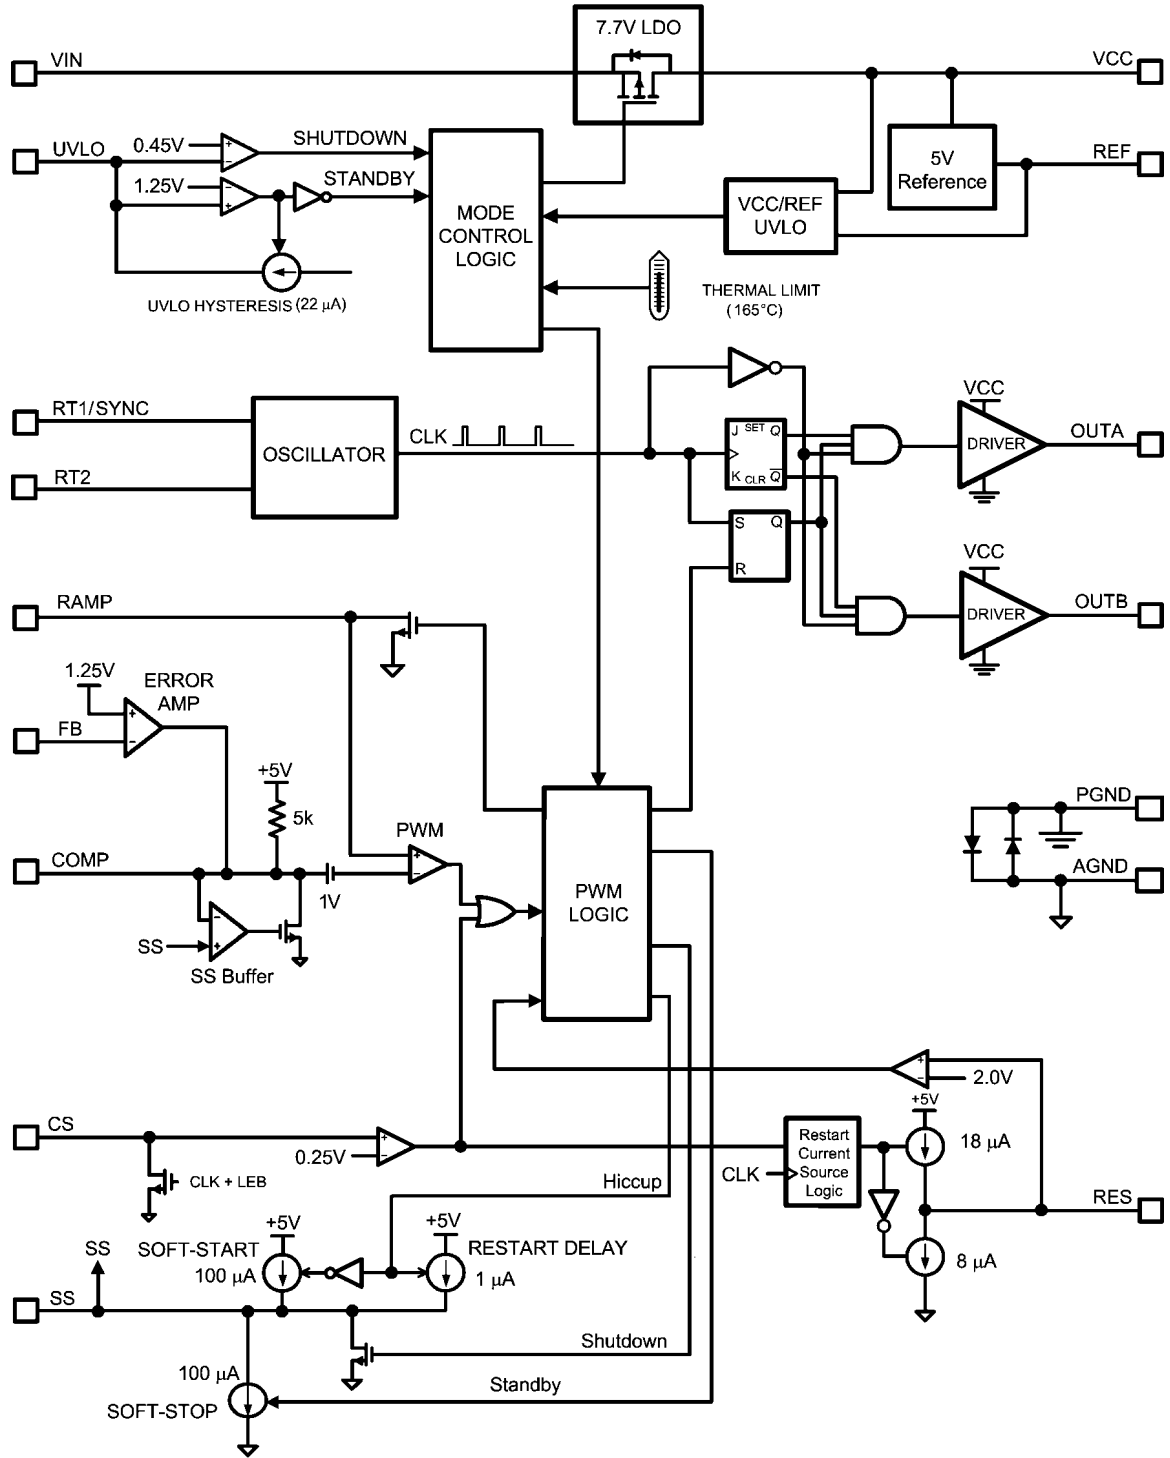 7.7V LDO
VIN
VCC
UVLO
0.45V
+
−
SHUTDOWN
1.25V
−
+
STANDBY
UVLO HYSTERESIS (22 μA)
MODE
CONTROL
LOGIC
VCC/REF
UVLO
5V
Reference
REF
THERMAL LIMIT
(165°C)
RT1/SYNC
RT2
OSCILLATOR
CLK
J SET Q
K CLR Q̅
S Q
R
VCC
DRIVER
OUTA
VCC
DRIVER
OUTB
RAMP
1.25V
ERROR
AMP
+
−
FB
+5V
5k
COMP
1V
PWM
+
−
−
+
SS
SS Buffer
PWM
LOGIC
PGND
AGND
+
−
2.0V
CS
+
−
0.25V
CLK + LEB
Restart
Current
Source
Logic
CLK
+5V
18 μA
RES
8 μA
Hiccup
+5V
SOFT-START
100 μA
+5V
RESTART DELAY
1 μA
SS
SS
Shutdown
100 μA
SOFT-STOP
Standby